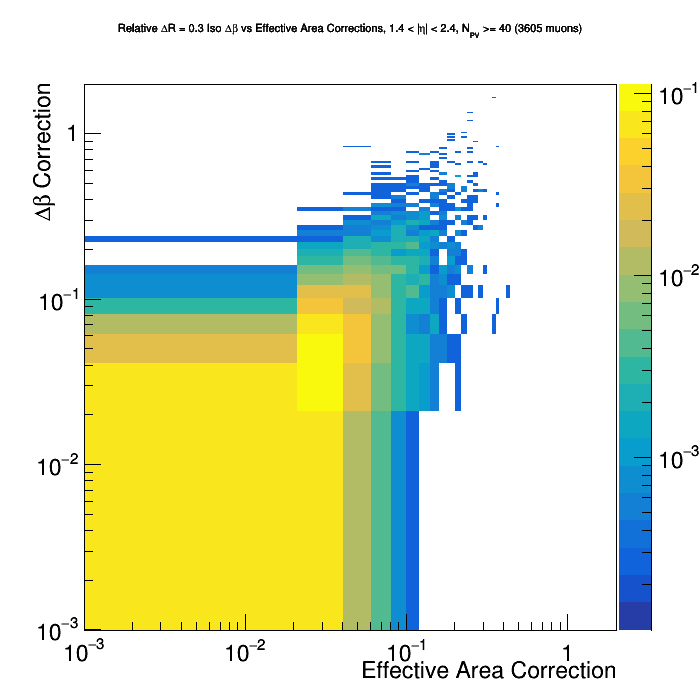 Relative ΔR = 0.3 Iso Δβ vs Effective Area Corrections, 1.4 < |η| < 2.4, N_PV >= 40 (3605 muons)
Δβ Correction
1
10⁻¹
10⁻²
10⁻³
10⁻³ 10⁻² 10⁻¹ 1
Effective Area Correction
10⁻¹
10⁻²
10⁻³